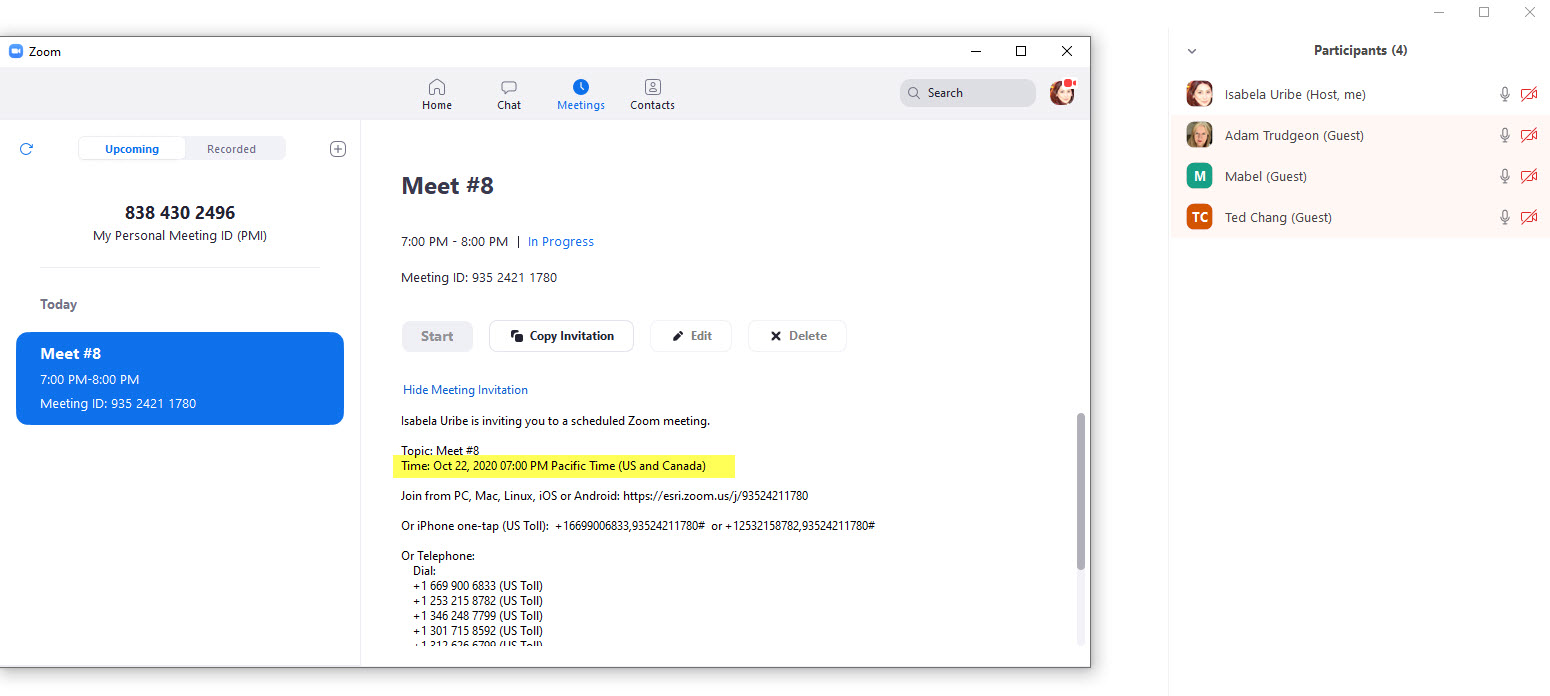 Zoom
Home
Chat
Meetings
Contacts
Search
Upcoming
Recorded
838 430 2496
My Personal Meeting ID (PMI)
Today
Meet #8
7:00 PM-8:00 PM
Meeting ID: 935 2421 1780
Meet #8
7:00 PM - 8:00 PM | In Progress
Meeting ID: 935 2421 1780
Start
Copy Invitation
Edit
Delete
Hide Meeting Invitation
Isabela Uribe is inviting you to a scheduled Zoom meeting.
Topic: Meet #8
Time: Oct 22, 2020 07:00 PM Pacific Time (US and Canada)
Join from PC, Mac, Linux, iOS or Android: https://esri.zoom.us/j/93524211780
Or iPhone one-tap (US Toll): +16699006833,93524211780# or +12532158782,93524211780#
Or Telephone:
Dial:
+1 669 900 6833 (US Toll)
+1 253 215 8782 (US Toll)
+1 346 248 7799 (US Toll)
+1 301 715 8592 (US Toll)
+1 312 626 6799 (US Toll)
Participants (4)
Isabela Uribe (Host, me)
Adam Trudgeon (Guest)
M
Mabel (Guest)
TC
Ted Chang (Guest)